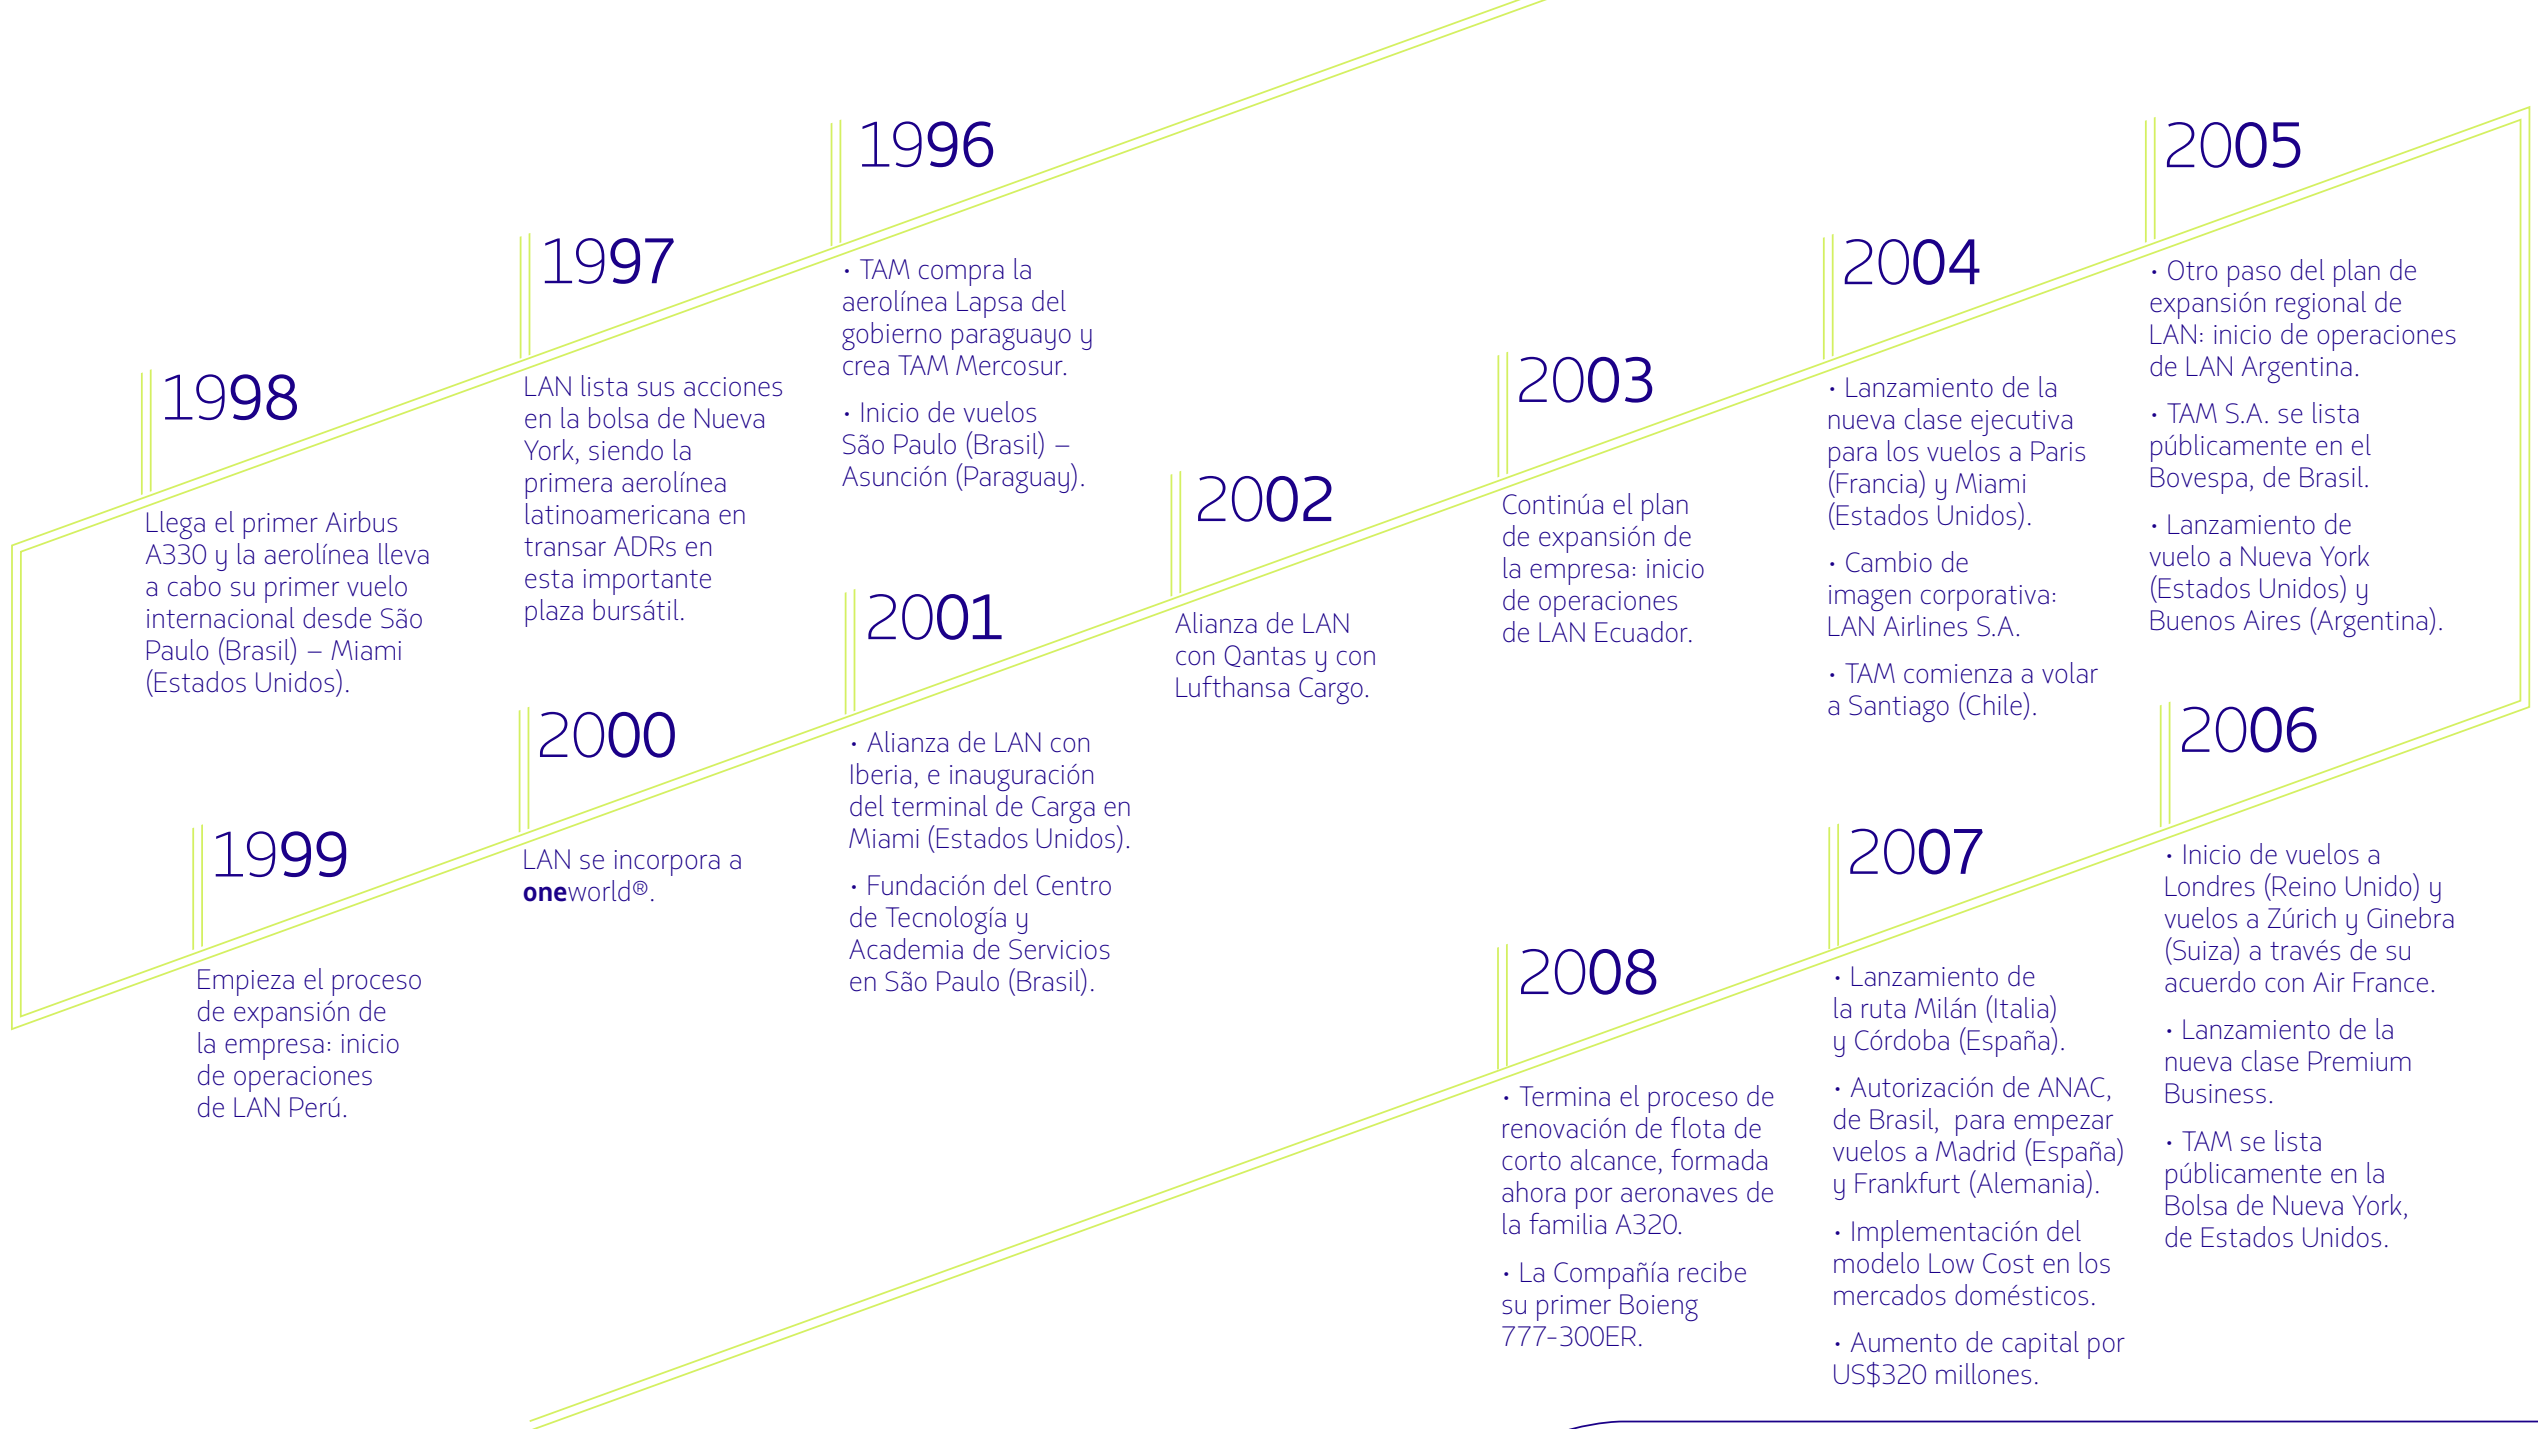 1996
• TAM compra la
aerolínea Lapsa del
gobierno paraguayo y
crea TAM Mercosur.
• Inicio de vuelos
São Paulo (Brasil) –
Asunción (Paraguay).
1997
LAN lista sus acciones
en la bolsa de Nueva
York, siendo la
primera aerolínea
latinoamericana en
transar ADRs en
esta importante
plaza bursátil.
1998
Llega el primer Airbus
A330 y la aerolínea lleva
a cabo su primer vuelo
internacional desde São
Paulo (Brasil) – Miami
(Estados Unidos).
1999
Empieza el proceso
de expansión de
la empresa: inicio
de operaciones
de LAN Perú.
2000
LAN se incorpora a
oneworld®.
2001
• Alianza de LAN con
Iberia, e inauguración
del terminal de Carga en
Miami (Estados Unidos).
• Fundación del Centro
de Tecnología y
Academia de Servicios
en São Paulo (Brasil).
2002
Alianza de LAN
con Qantas y con
Lufthansa Cargo.
2003
Continúa el plan
de expansión de
la empresa: inicio
de operaciones
de LAN Ecuador.
2004
• Lanzamiento de la
nueva clase ejecutiva
para los vuelos a Paris
(Francia) y Miami
(Estados Unidos).
• Cambio de
imagen corporativa:
LAN Airlines S.A.
• TAM comienza a volar
a Santiago (Chile).
2005
• Otro paso del plan de
expansión regional de
LAN: inicio de operaciones
de LAN Argentina.
• TAM S.A. se lista
públicamente en el
Bovespa, de Brasil.
• Lanzamiento de
vuelo a Nueva York
(Estados Unidos) y
Buenos Aires (Argentina).
2006
• Inicio de vuelos a
Londres (Reino Unido) y
vuelos a Zúrich y Ginebra
(Suiza) a través de su
acuerdo con Air France.
• Lanzamiento de la
nueva clase Premium
Business.
• TAM se lista
públicamente en la
Bolsa de Nueva York,
de Estados Unidos.
2007
• Lanzamiento de
la ruta Milán (Italia)
y Córdoba (España).
• Autorización de ANAC,
de Brasil, para empezar
vuelos a Madrid (España)
y Frankfurt (Alemania).
• Implementación del
modelo Low Cost en los
mercados domésticos.
• Aumento de capital por
US$320 millones.
2008
• Termina el proceso de
renovación de flota de
corto alcance, formada
ahora por aeronaves de
la familia A320.
• La Compañía recibe
su primer Boieng
777-300ER.